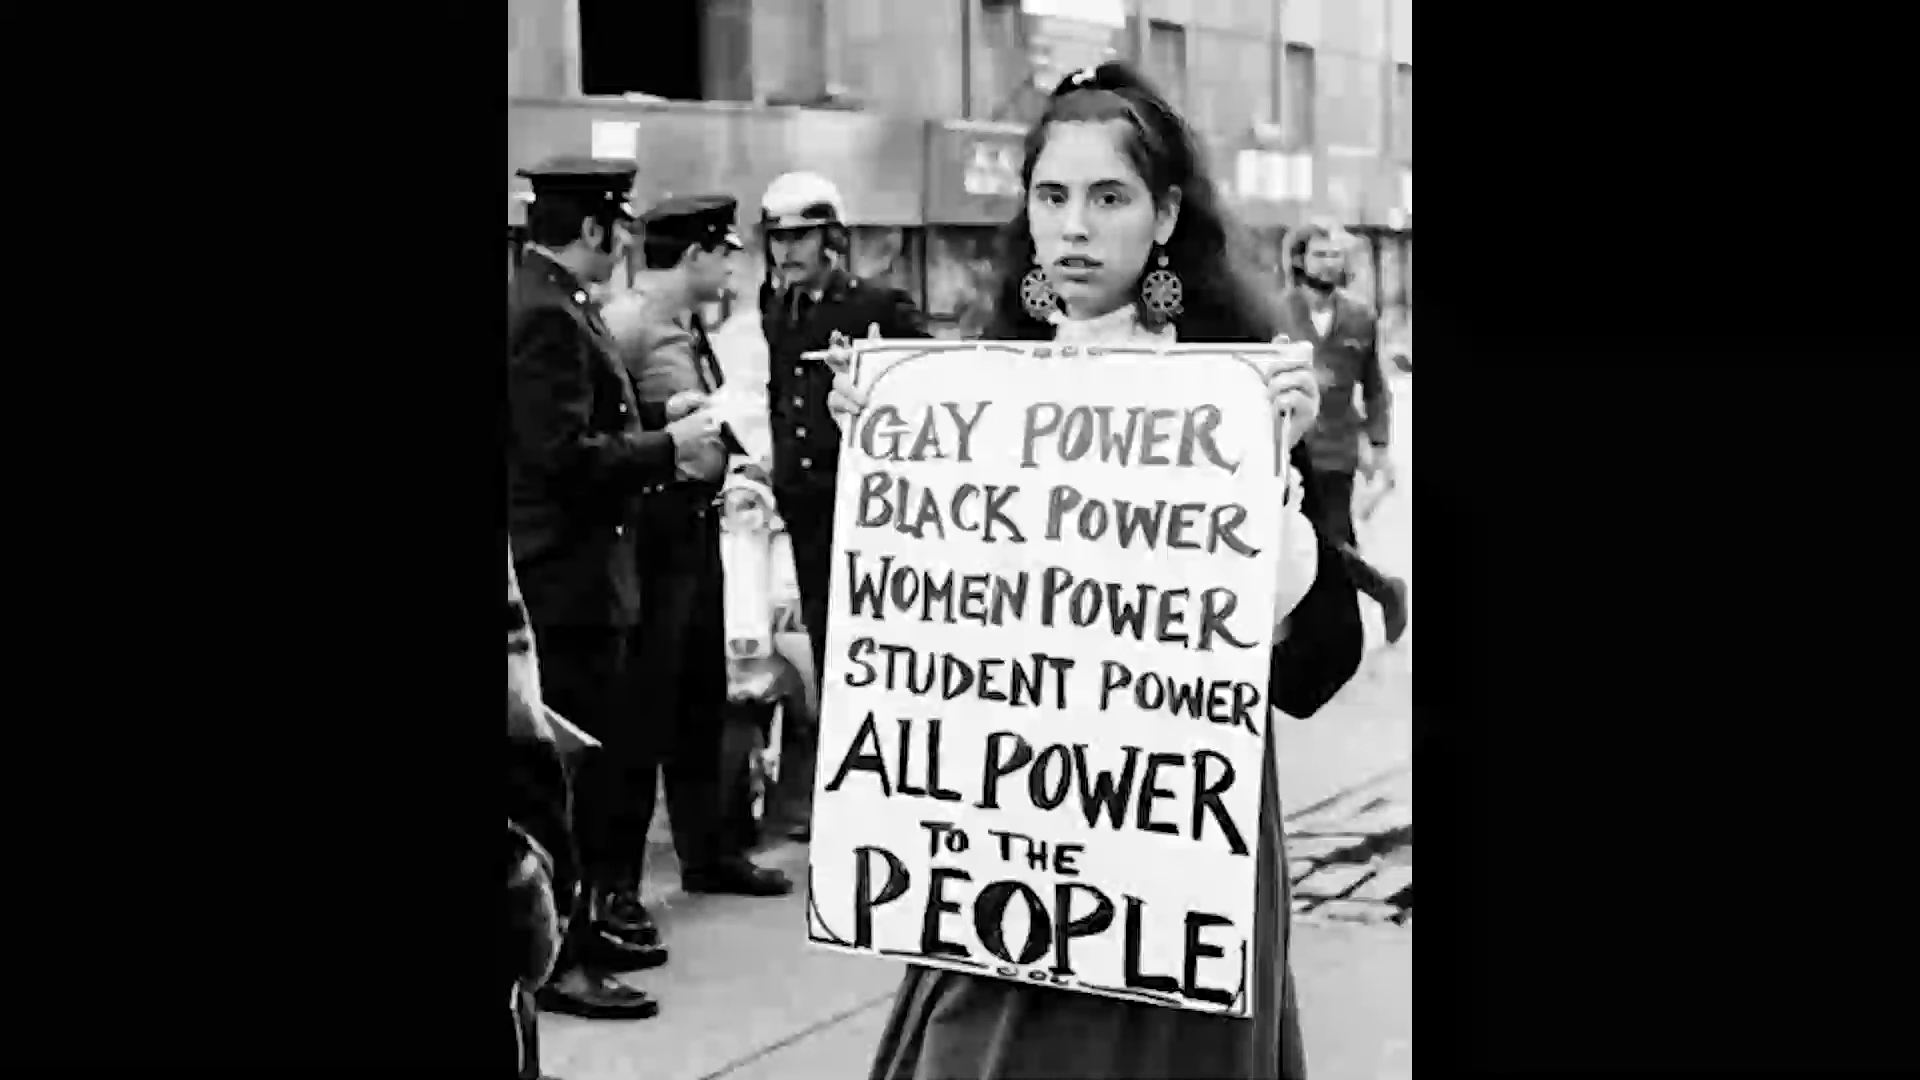 GAY POWER
BLACK POWER
WOMEN POWER
STUDENT POWER
ALL POWER
TO THE
PEOPLE